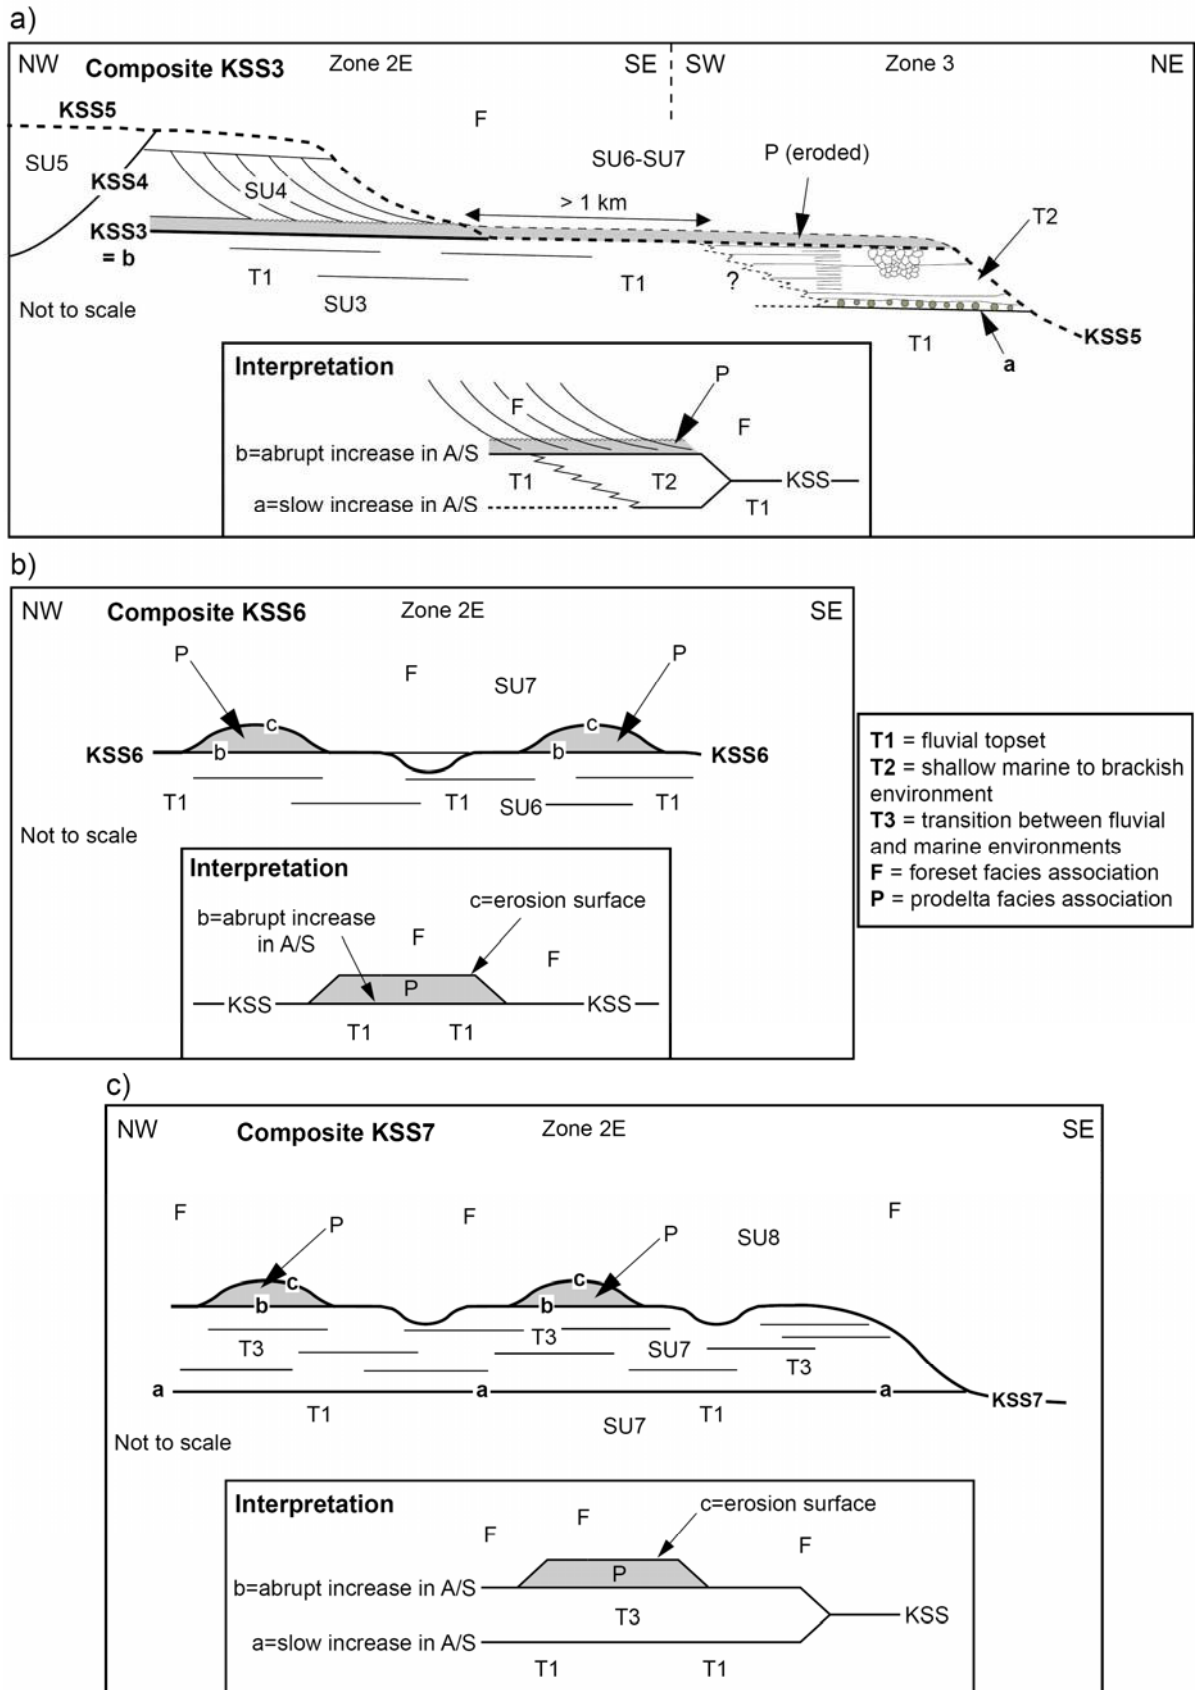 a)
NW Composite KSS3 Zone 2E SE SW Zone 3 NE
KSS5
F
SU5
SU6-SU7
P (eroded)
KSS4
SU4
> 1 km
T2
KSS3
= b
T1
T1
?
SU3
Not to scale
T1
KSS5
a
Interpretation
P
F
F
b=abrupt increase in A/S
T1
T2
KSS
a=slow increase in A/S
T1
b)
NW Composite KSS6 Zone 2E SE
P
F
P
SU7
c
c
KSS6
b
b
KSS6
T1
T1
SU6
T1
Not to scale
Interpretation
c=erosion surface
b=abrupt increase
in A/S
F
F
P
KSS
KSS
T1
T1
T1 = fluvial topset
T2 = shallow marine to brackish
environment
T3 = transition between fluvial
and marine environments
F = foreset facies association
P = prodelta facies association
c)
NW Composite KSS7 Zone 2E SE
F
P
F
P
SU8
F
c
c
b
b
T3
T3
SU7
T3
a
a
a
KSS7
T1
SU7
T1
Not to scale
Interpretation
c=erosion surface
F
F
F
P
b=abrupt increase in A/S
T3
KSS
a=slow increase in A/S
T1
T1